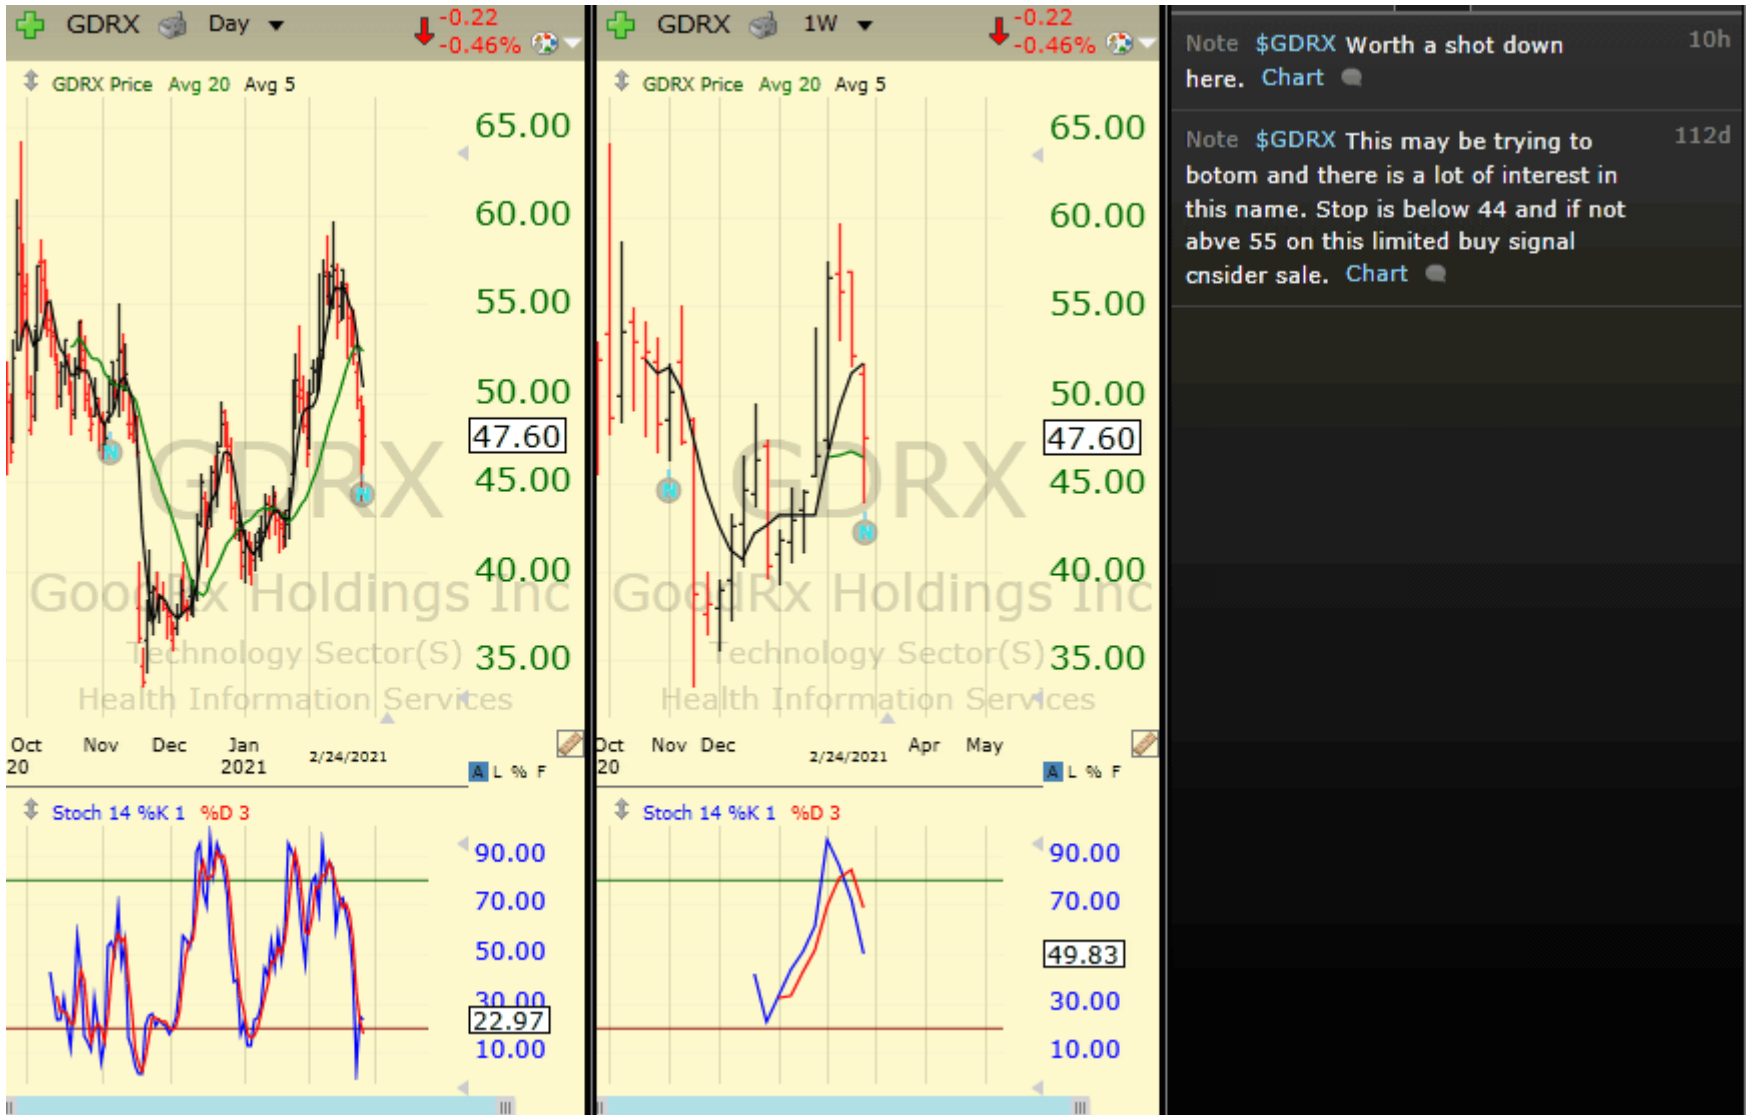 GDRX Day -0.22
-0.46%
GDRX Price Avg 20 Avg 5
65.00
60.00
55.00
50.00
47.60
45.00
40.00
35.00
N
N
GDRX
GoodRx Holdings Inc
Technology Sector(S)
Health Information Services
Oct Nov Dec Jan
20 2021 2/24/2021
A L % F
Stoch 14 %K 1 %D 3
90.00
70.00
50.00
30.00
22.97
10.00
GDRX 1W -0.22
-0.46%
GDRX Price Avg 20 Avg 5
65.00
60.00
55.00
50.00
47.60
45.00
40.00
35.00
N
N
GDRX
GoodRx Holdings Inc
Technology Sector(S)
Health Information Services
Oct Nov Dec 2/24/2021 Apr May
20
A L % F
Stoch 14 %K 1 %D 3
90.00
70.00
49.83
30.00
10.00
Note $GDRX Worth a shot down 10h
here. Chart
Note $GDRX This may be trying to 112d
botom and there is a lot of interest in
this name. Stop is below 44 and if not
abve 55 on this limited buy signal
cnsider sale. Chart